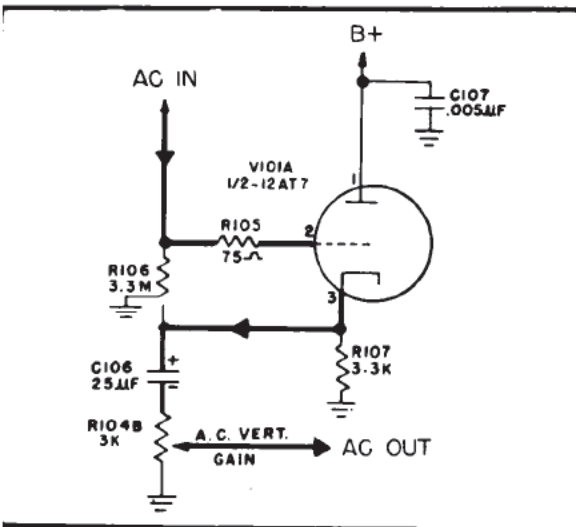 B+
AC IN
C107
.005µF
V101A
1/2-12AT7
1
R105
2
75Ω
R106
3.3M
3
R107
3.3K
C106
+
25µF
-
R104B
3K
A.C. VERT.
GAIN
AC OUT